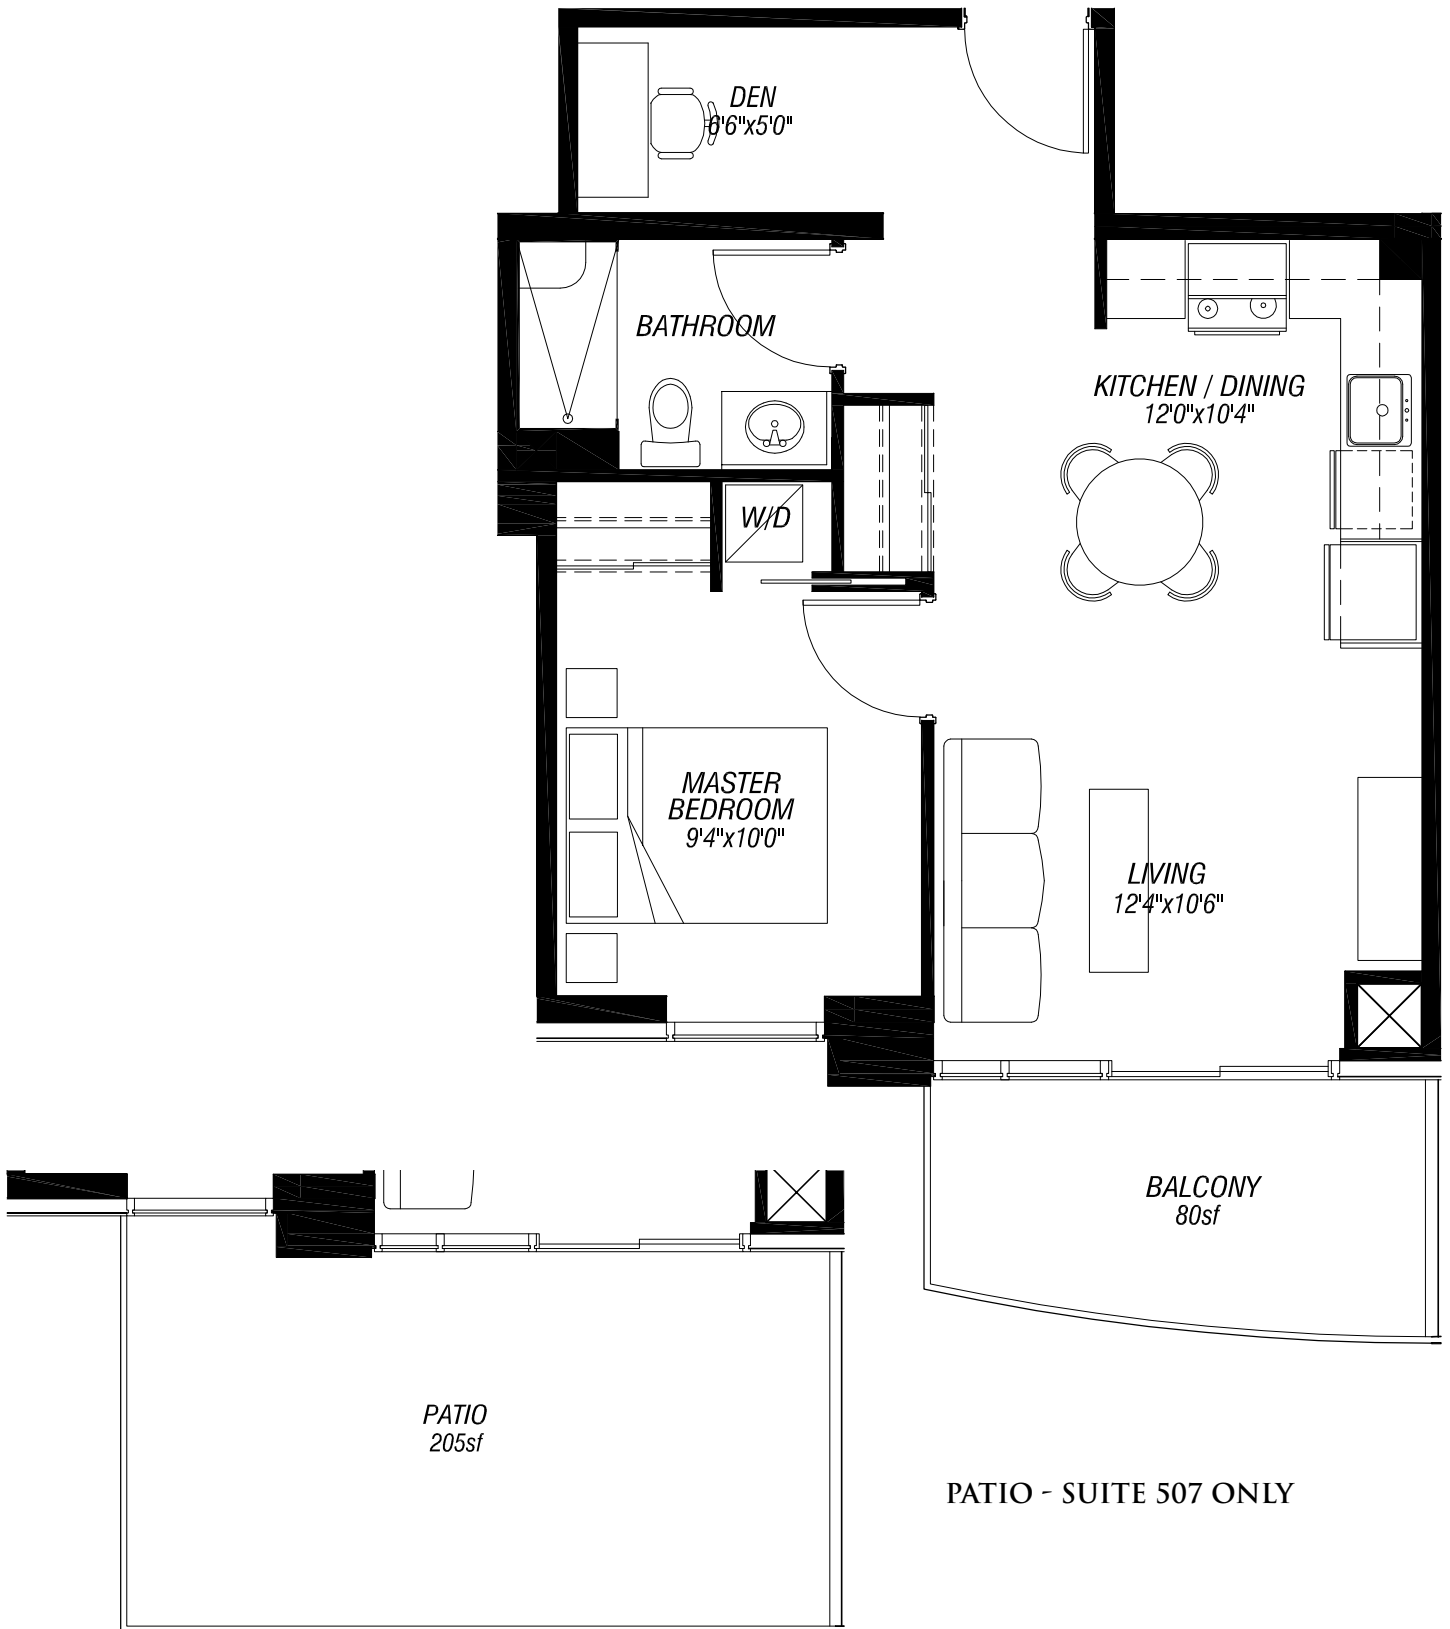 DEN
6'6"x5'0"
BATHROOM
KITCHEN / DINING
12'0"x10'4"
W/D
MASTER
BEDROOM
9'4"x10'0"
LIVING
12'4"x10'6"
BALCONY
80sf
PATIO
205sf
PATIO - SUITE 507 ONLY